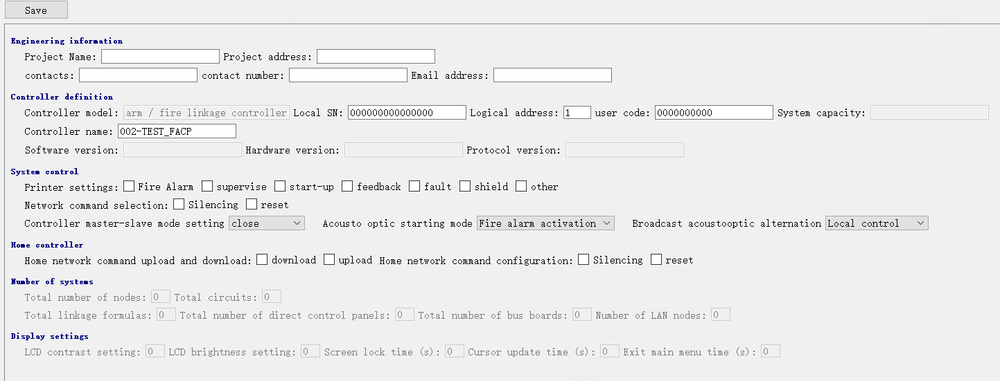 Save
Engineering information
Project Name: Project address:
contacts: contact number: Email address:
Controller definition
Controller model: arm / fire linkage controller Local SN: 000000000000000 Logical address: 1 user code: 0000000000 System capacity:
Controller name: 002-TEST_FACP
Software version: Hardware version: Protocol version:
System control
Printer settings: Fire Alarm supervise start-up feedback fault shield other
Network command selection: Silencing reset
Controller master-slave mode setting close Acousto optic starting mode Fire alarm activation Broadcast acoustooptic alternation Local control
Home controller
Home network command upload and download: download upload Home network command configuration: Silencing reset
Number of systems
Total number of nodes: 0 Total circuits: 0
Total linkage formulas: 0 Total number of direct control panels: 0 Total number of bus boards: 0 Number of LAN nodes: 0
Display settings
LCD contrast setting: 0 LCD brightness setting: 0 Screen lock time (s): 0 Cursor update time (s): 0 Exit main menu time (s): 0
16992
16992
16992
16992
16992
16992